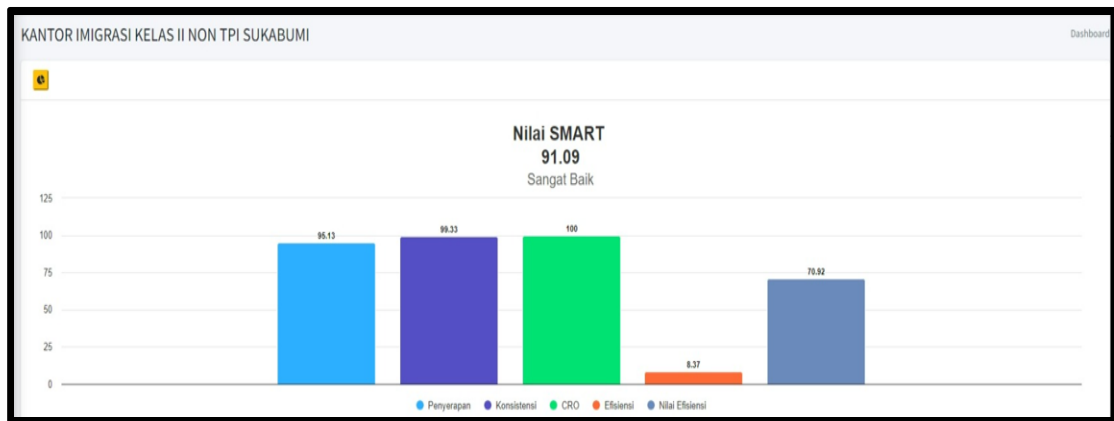 KANTOR IMIGRASI KELAS II NON TPI SUKABUMI
Dashboard
Nilai SMART
91.09
Sangat Baik
125
100
75
50
25
0
95.13
99.33
100
8.37
70.92
Penyerapan Konsistensi CRO Efisiensi Nilai Efisiensi